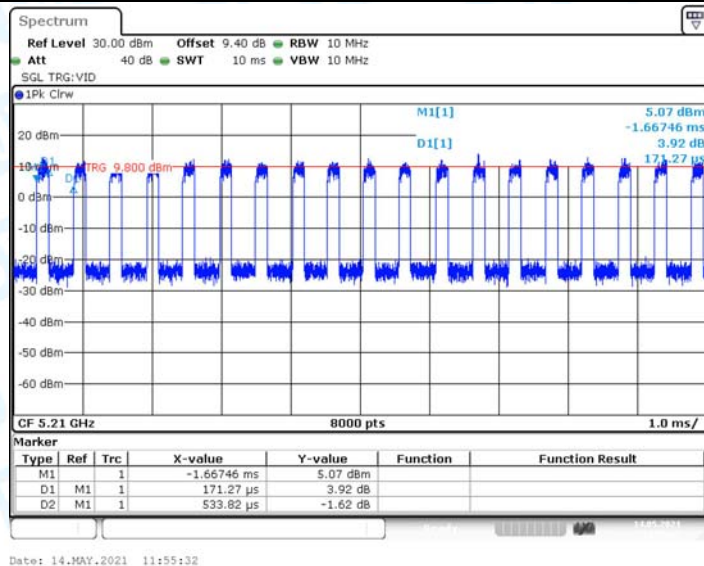 Spectrum
Ref Level 30.00 dBm Offset 9.40 dB RBW 10 MHz
Att 40 dB SWT 10 ms VBW 10 MHz
SGL TRG:VID
1Pk Clrw
M1[1] 5.07 dBm
-1.66746 ms
D1[1] 3.92 dB
171.27 µs
20 dBm
TRG 9.800 dBm
0 dBm
-10 dBm
-20 dBm
-30 dBm
-40 dBm
-50 dBm
-60 dBm
CF 5.21 GHz 8000 pts 1.0 ms/
Marker
Type Ref Trc X-value Y-value Function Function Result
M1 1 -1.66746 ms 5.07 dBm
D1 M1 1 171.27 µs 3.92 dB
D2 M1 1 533.82 µs -1.62 dB
Date: 14.MAY.2021 11:55:32